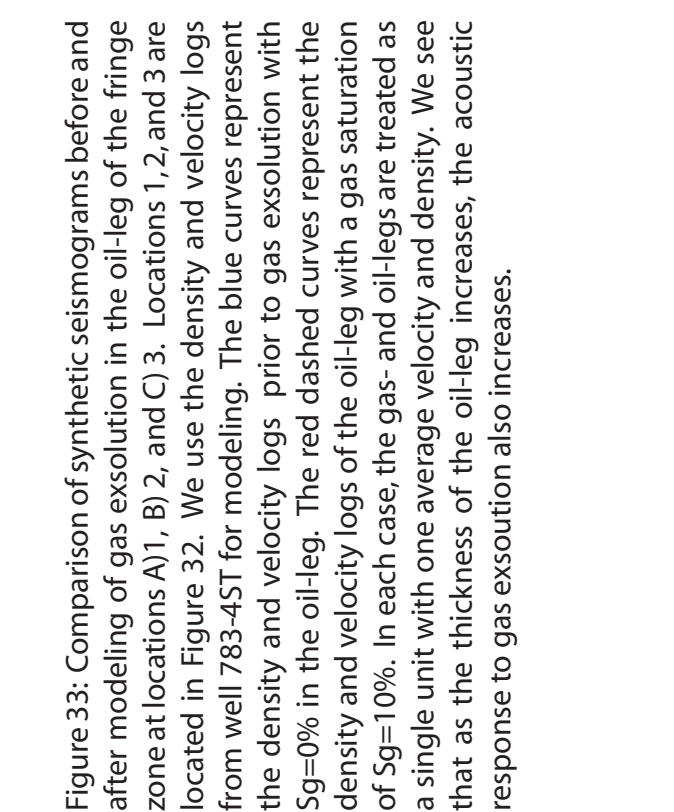 Figure 33: Comparison of synthetic seismograms before and
after modeling of gas exsolution in the oil-leg of the fringe
zone at locations A)1, B) 2, and C) 3. Locations 1, 2, and 3 are
located in Figure 32. We use the density and velocity logs
from well 783-4ST for modeling. The blue curves represent
the density and velocity logs prior to gas exsolution with
Sg=0% in the oil-leg. The red dashed curves represent the
density and velocity logs of the oil-leg with a gas saturation
of Sg=10%. In each case, the gas- and oil-legs are treated as
a single unit with one average velocity and density. We see
that as the thickness of the oil-leg increases, the acoustic
response to gas exsoution also increases.